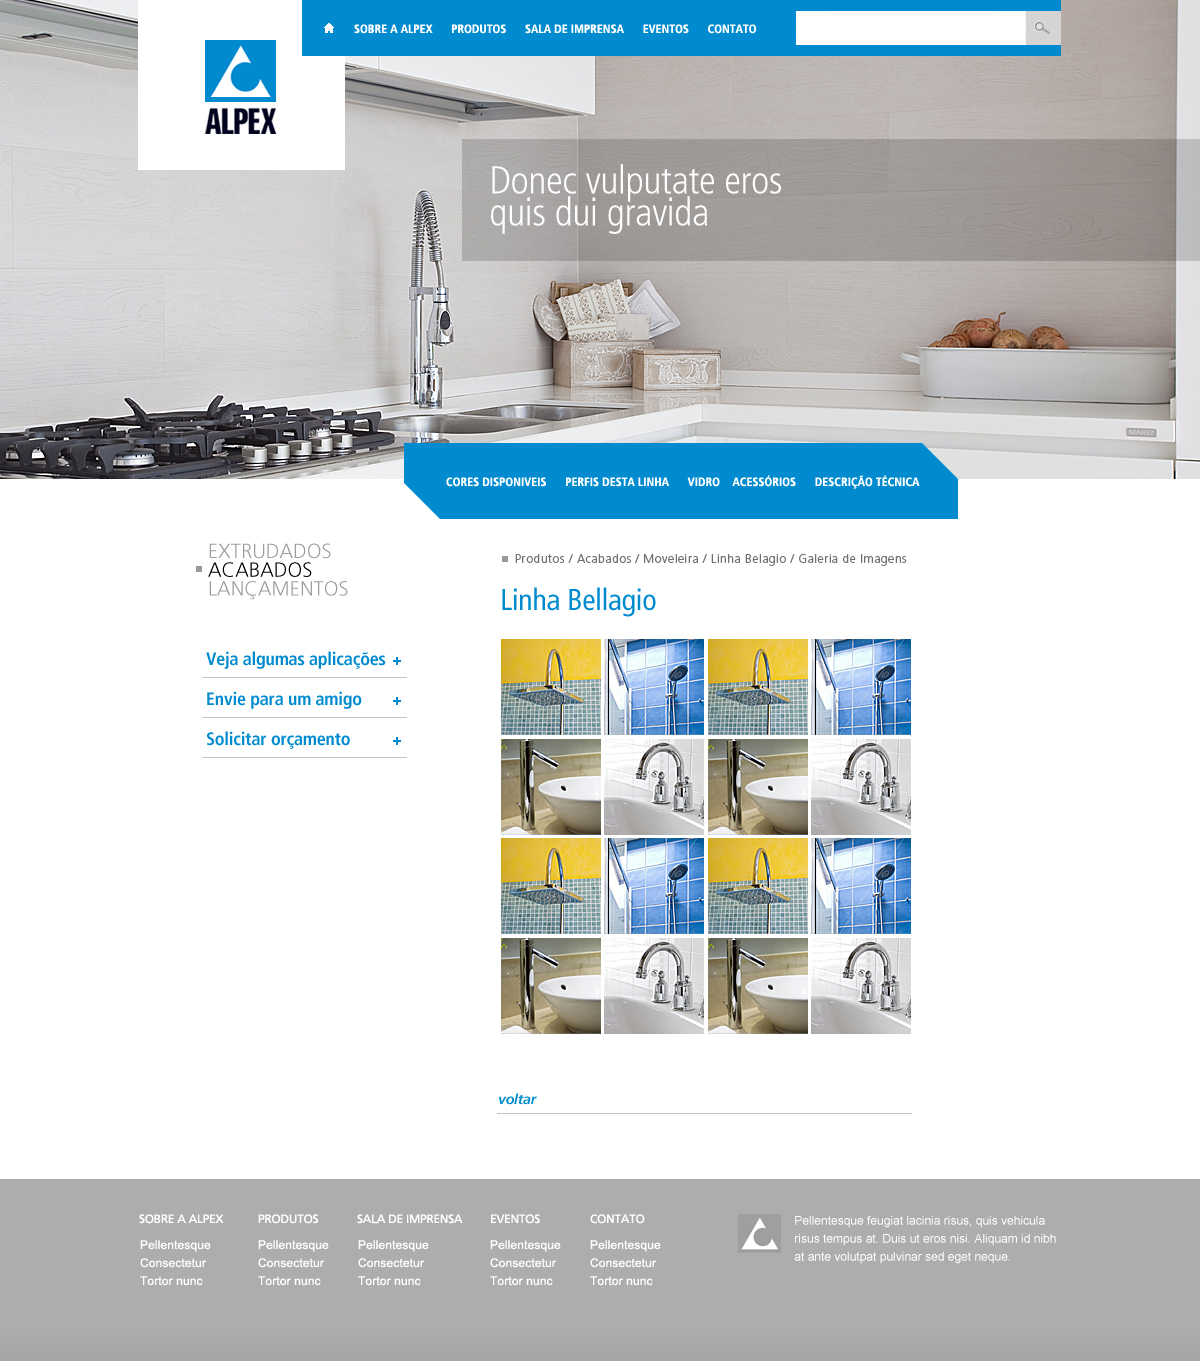 SOBRE A ALPEX
PRODUTOS
SALA DE IMPRENSA
EVENTOS
CONTATO
ALPEX
Donec vulputate eros
quis dui gravida
CORES DISPONIVEIS
PERFIS DESTA LINHA
VIDRO
ACESSÓRIOS
DESCRIÇÃO TÉCNICA
EXTRUDADOS
ACABADOS
LANÇAMENTOS
Veja algumas aplicações +
Envie para um amigo +
Solicitar orçamento +
Produtos / Acabados / Moveleira / Linha Belagio / Galeria de Imagens
Linha Bellagio
voltar
SOBRE A ALPEX
Pellentesque
Consectetur
Tortor nunc
PRODUTOS
Pellentesque
Consectetur
Tortor nunc
SALA DE IMPRENSA
Pellentesque
Consectetur
Tortor nunc
EVENTOS
Pellentesque
Consectetur
Tortor nunc
CONTATO
Pellentesque
Consectetur
Tortor nunc
Pellentesque feugiat lacinia risus, quis vehicula
risus tempus at. Duis ut eros nisi. Aliquam id nibh
at ante volutpat pulvinar sed eget neque.